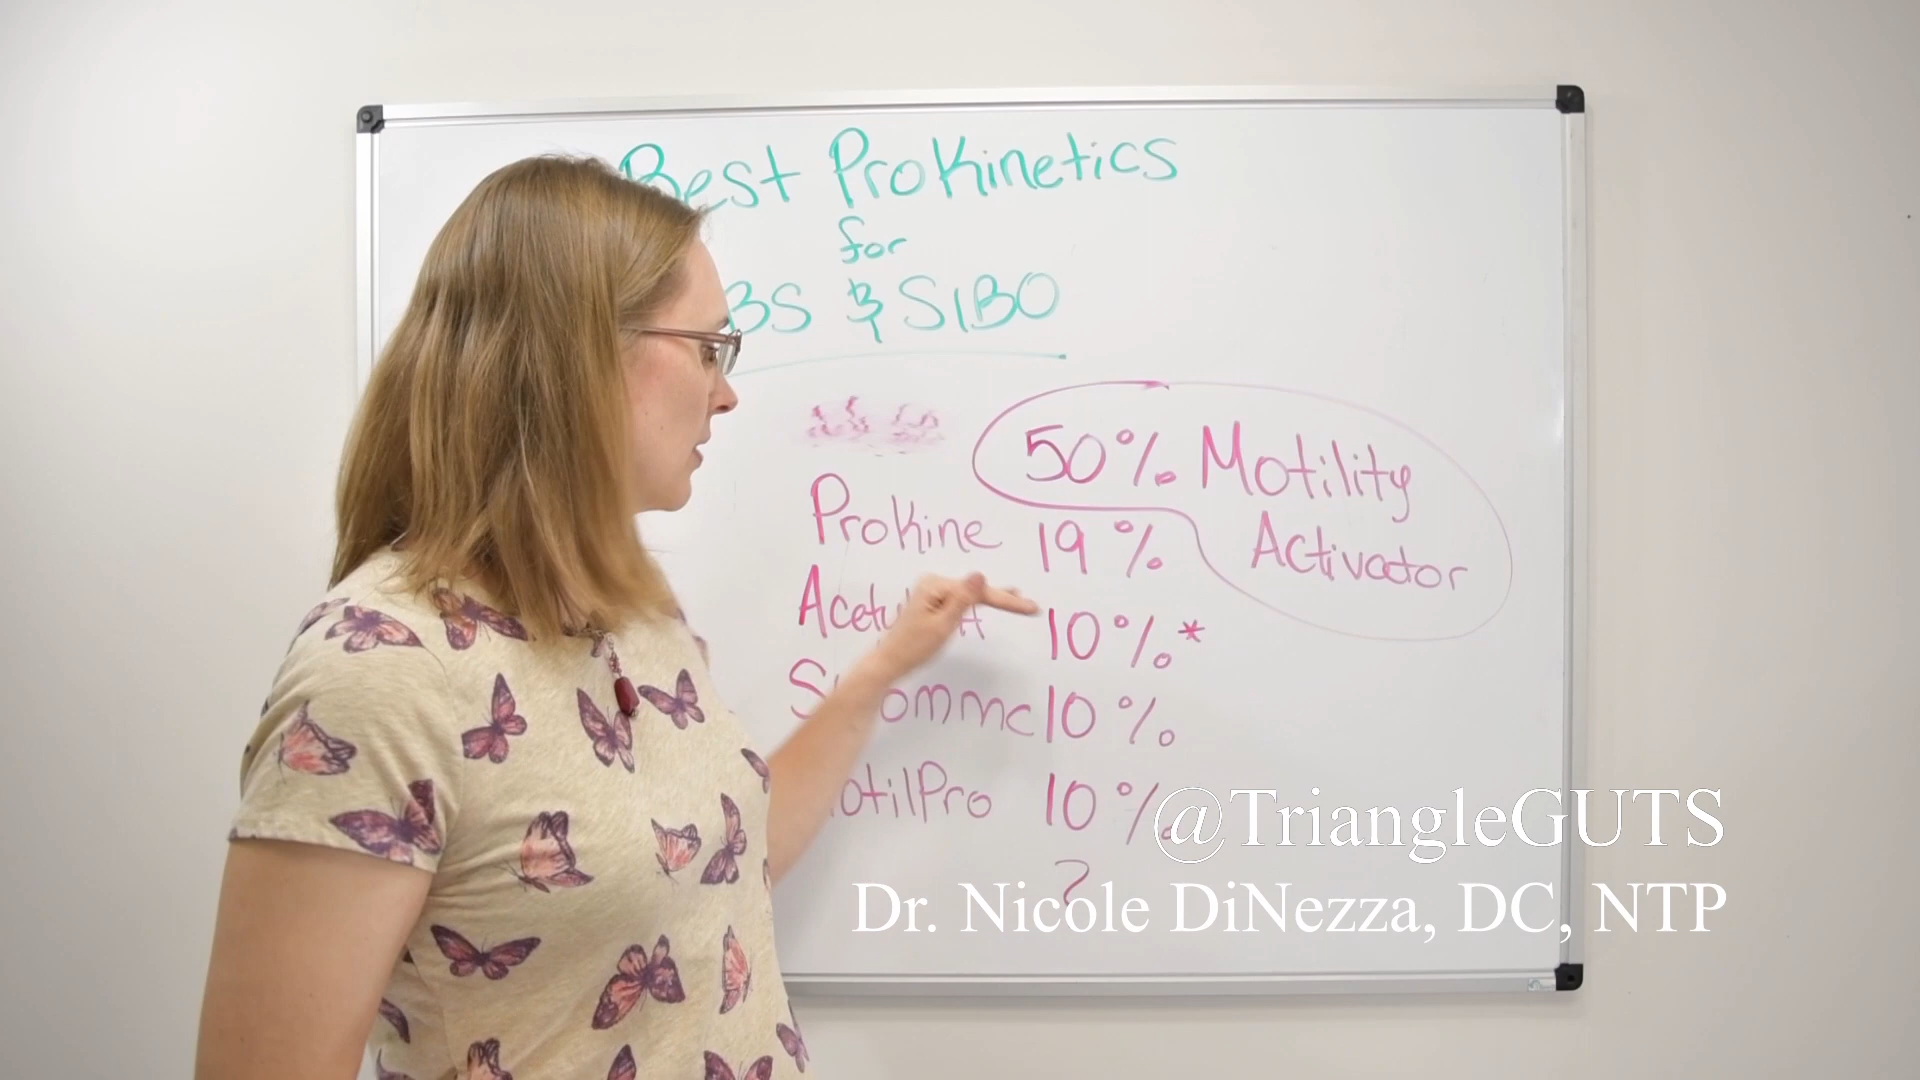 Best ProKinetics
for
BS & SIBO
50% Motility
Activator
ProKine 19%
10%*
10%
otilPro 10%
?
@TriangleGUTS
Dr. Nicole DiNezza, DC, NTP